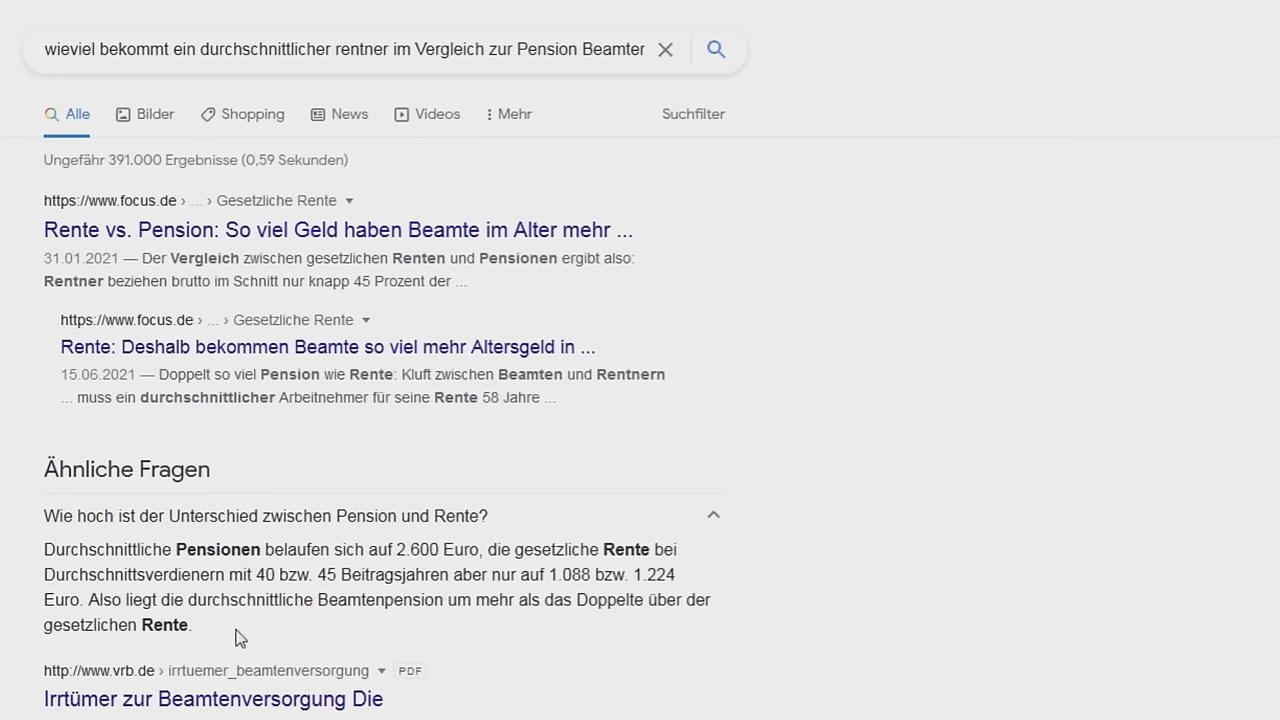 wieviel bekommt ein durchschnittlicher rentner im Vergleich zur Pension Beamter
Alle Bilder Shopping News Videos Mehr Suchfilter
Ungefähr 391.000 Ergebnisse (0,59 Sekunden)
https://www.focus.de › ... › Gesetzliche Rente
Rente vs. Pension: So viel Geld haben Beamte im Alter mehr ...
31.01.2021 — Der Vergleich zwischen gesetzlichen Renten und Pensionen ergibt also:
Rentner beziehen brutto im Schnitt nur knapp 45 Prozent der ...
https://www.focus.de › ... › Gesetzliche Rente
Rente: Deshalb bekommen Beamte so viel mehr Altersgeld in ...
15.06.2021 — Doppelt so viel Pension wie Rente: Kluft zwischen Beamten und Rentnern
... muss ein durchschnittlicher Arbeitnehmer für seine Rente 58 Jahre ...
Ähnliche Fragen
Wie hoch ist der Unterschied zwischen Pension und Rente?
Durchschnittliche Pensionen belaufen sich auf 2.600 Euro, die gesetzliche Rente bei
Durchschnittsverdienern mit 40 bzw. 45 Beitragsjahren aber nur auf 1.088 bzw. 1.224
Euro. Also liegt die durchschnittliche Beamtenpension um mehr als das Doppelte über der
gesetzlichen Rente.
http://www.vrb.de › irrtuemer_beamtenversorgung PDF
Irrtümer zur Beamtenversorgung Die